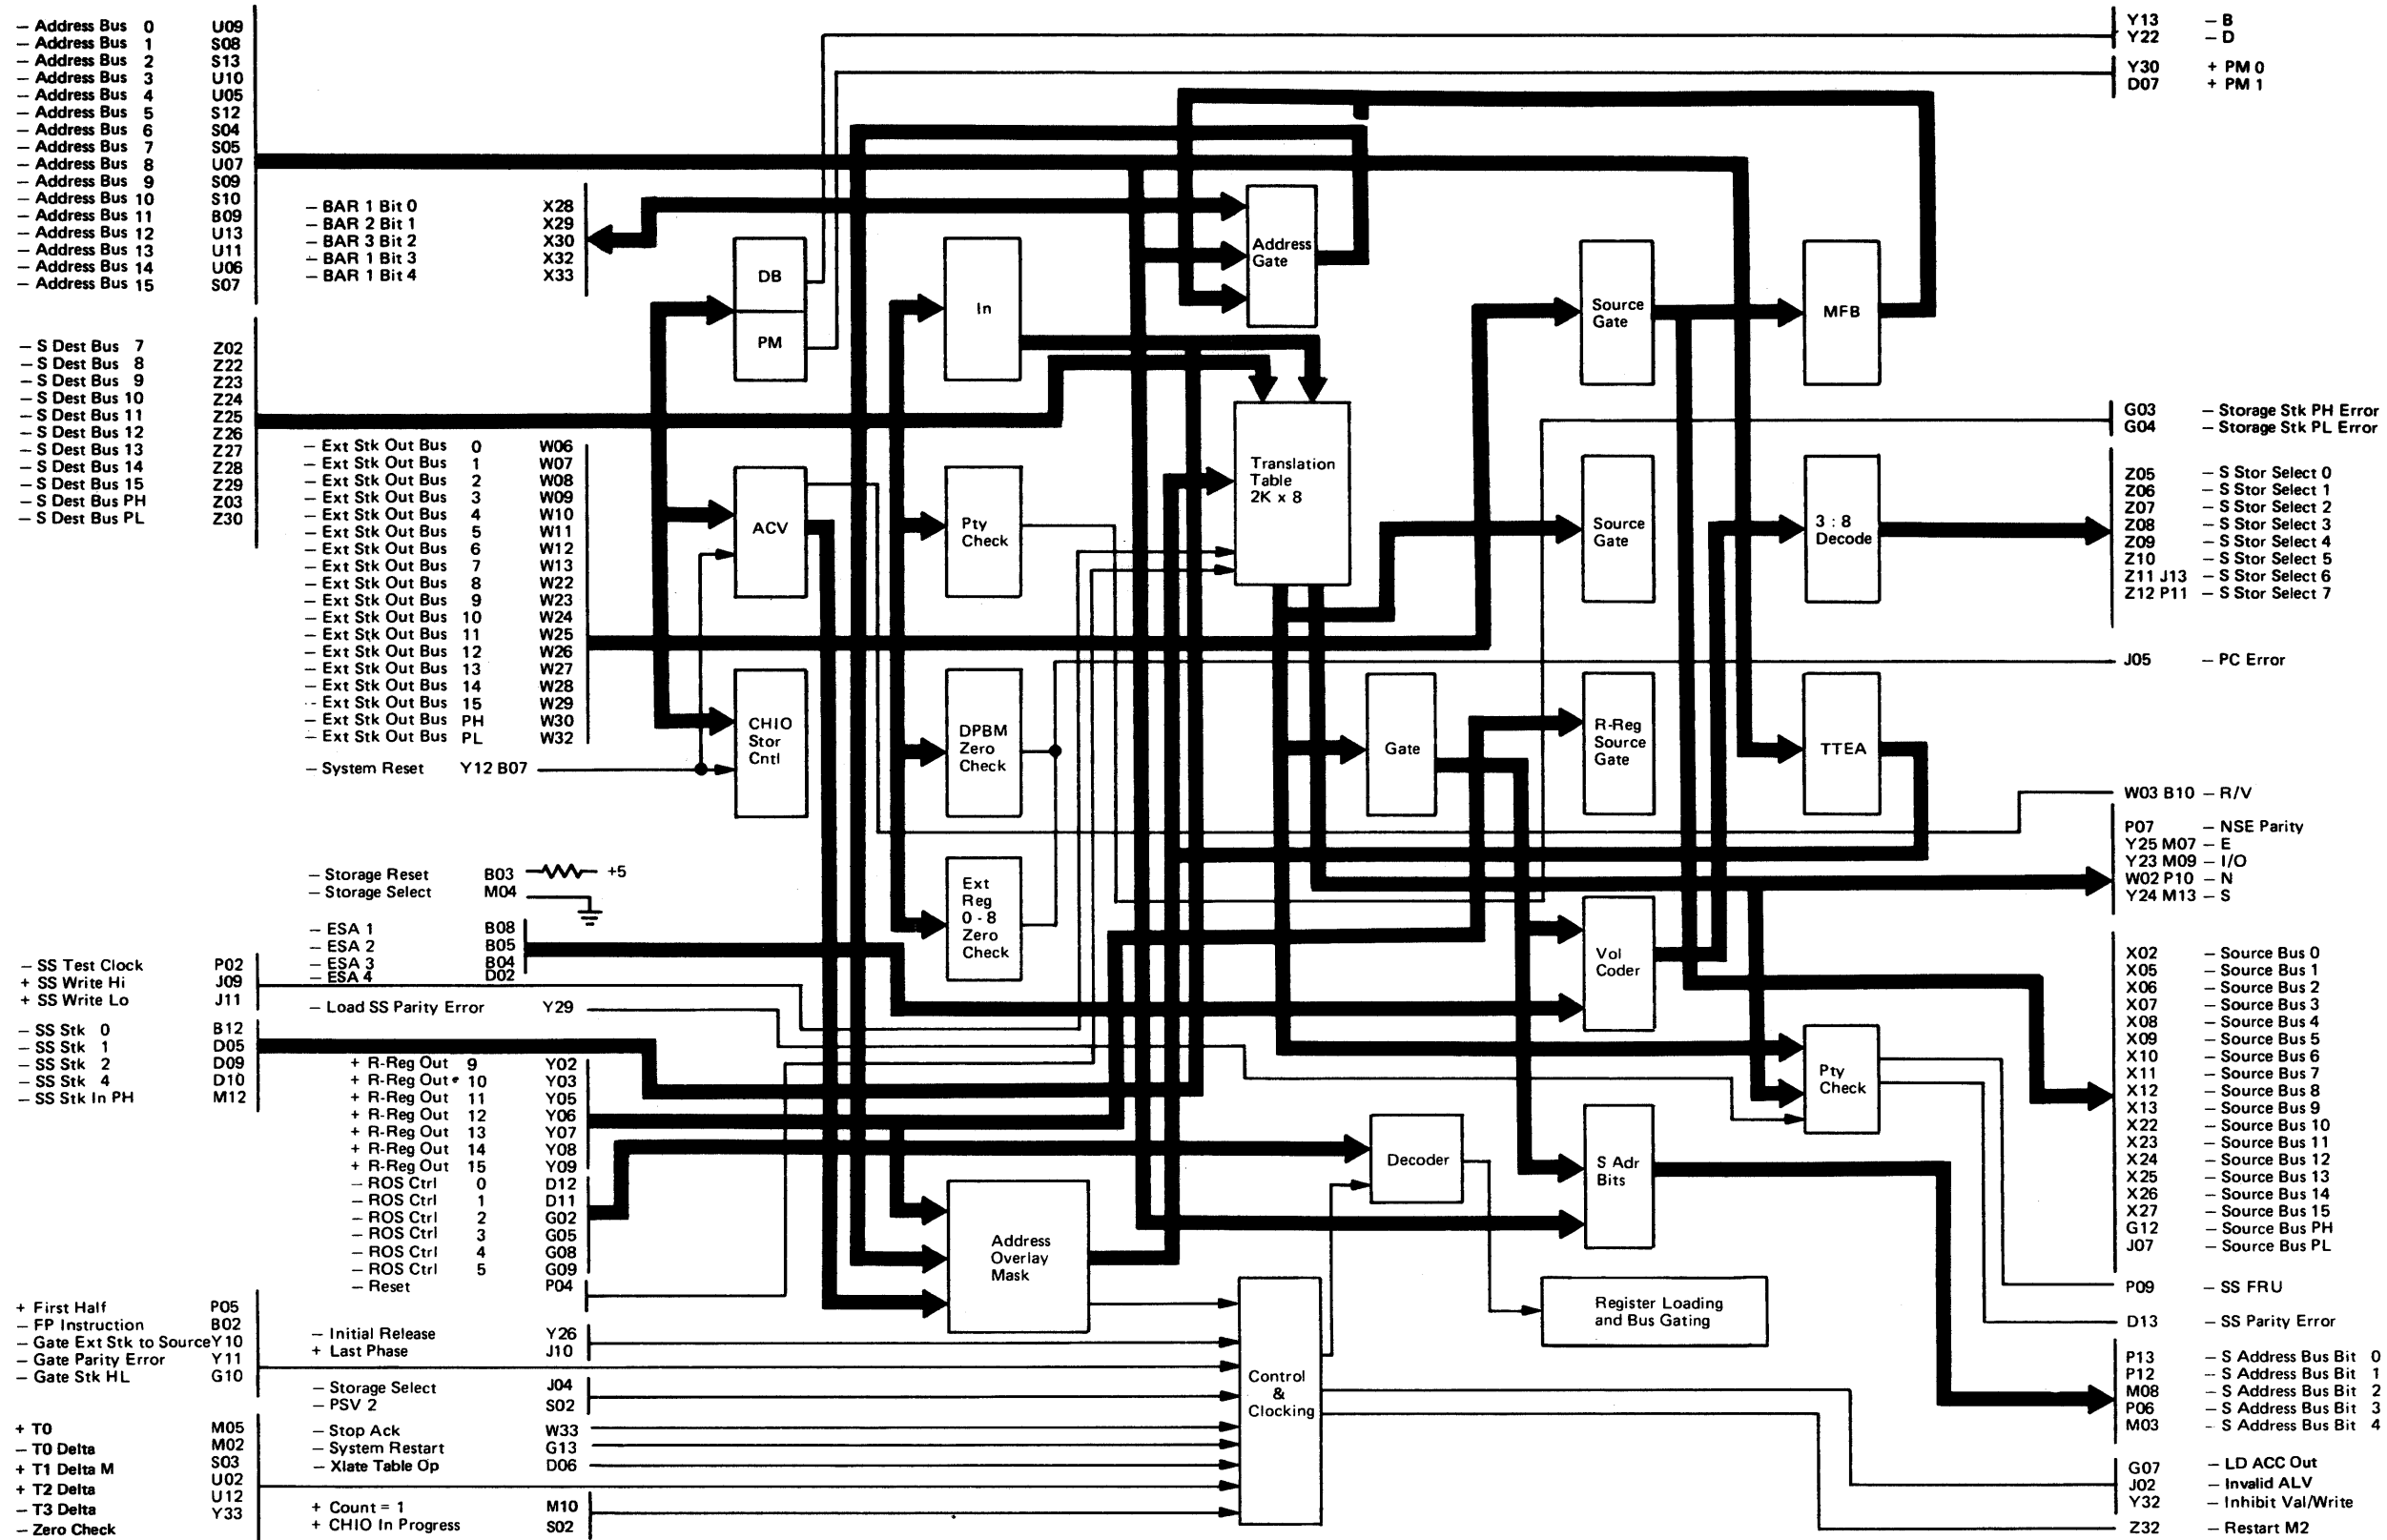 — Address Bus 0 U09
— Address Bus 1 S08
— Address Bus 2 S13
— Address Bus 3 U10
— Address Bus 4 U05
— Address Bus 5 S12
— Address Bus 6 S04
— Address Bus 7 S05
— Address Bus 8 U07
— Address Bus 9 S09
— Address Bus 10 S10
— Address Bus 11 B09
— Address Bus 12 U13
— Address Bus 13 U11
— Address Bus 14 U06
— Address Bus 15 S07
— S Dest Bus 7 Z02
— S Dest Bus 8 Z22
— S Dest Bus 9 Z23
— S Dest Bus 10 Z24
— S Dest Bus 11 Z25
— S Dest Bus 12 Z26
— S Dest Bus 13 Z27
— S Dest Bus 14 Z28
— S Dest Bus 15 Z29
— S Dest Bus PH Z03
— S Dest Bus PL Z30
— SS Test Clock P02
+ SS Write Hi J09
+ SS Write Lo J11
— SS Stk 0 B12
— SS Stk 1 D05
— SS Stk 2 D09
— SS Stk 4 D10
— SS Stk In PH M12
+ First Half P05
— FP Instruction B02
— Gate Ext Stk to Source Y10
— Gate Parity Error Y11
— Gate Stk HL G10
+ T0 M05
— T0 Delta M02
+ T1 Delta M S03
U02
+ T2 Delta
U12
— T3 Delta Y33
— Zero Check
— BAR 1 Bit 0 X28
— BAR 2 Bit 1 X29
— BAR 3 Bit 2 X30
— BAR 1 Bit 3 X32
— BAR 1 Bit 4 X33
— Ext Stk Out Bus 0 W06
— Ext Stk Out Bus 1 W07
— Ext Stk Out Bus 2 W08
— Ext Stk Out Bus 3 W09
— Ext Stk Out Bus 4 W10
— Ext Stk Out Bus 5 W11
— Ext Stk Out Bus 6 W12
— Ext Stk Out Bus 7 W13
— Ext Stk Out Bus 8 W22
— Ext Stk Out Bus 9 W23
— Ext Stk Out Bus 10 W24
— Ext Stk Out Bus 11 W25
— Ext Stk Out Bus 12 W26
— Ext Stk Out Bus 13 W27
— Ext Stk Out Bus 14 W28
— Ext Stk Out Bus 15 W29
— Ext Stk Out Bus PH W30
— Ext Stk Out Bus PL W32
— System Reset Y12 B07
— Storage Reset B03 +5
— Storage Select M04
— ESA 1 B08
— ESA 2 B05
— ESA 3 B04
— ESA 4 D02
— Load SS Parity Error Y29
+ R-Reg Out 9 Y02
+ R-Reg Out 10 Y03
+ R-Reg Out 11 Y05
+ R-Reg Out 12 Y06
+ R-Reg Out 13 Y07
+ R-Reg Out 14 Y08
+ R-Reg Out 15 Y09
— ROS Ctrl 0 D12
— ROS Ctrl 1 D11
— ROS Ctrl 2 G02
— ROS Ctrl 3 G05
— ROS Ctrl 4 G08
— ROS Ctrl 5 G09
— Reset P04
— Initial Release Y26
+ Last Phase J10
— Storage Select J04
— PSV 2 S02
— Stop Ack W33
— System Restart G13
— Xlate Table Op D06
+ Count = 1 M10
+ CHIO In Progress S02
DB
PM
ACV
CHIO
Stor
Cntl
In
Pty
Check
DPBM
Zero
Check
Ext
Reg
0 - 8
Zero
Check
Address
Overlay
Mask
Address
Gate
Translation
Table
2K x 8
Gate
Decoder
Control
&
Clocking
Source
Gate
Source
Gate
R-Reg
Source
Gate
Vol
Coder
S Adr
Bits
Register Loading
and Bus Gating
MFB
3 : 8
Decode
TTEA
Pty
Check
Y13 — B
Y22 — D
Y30 + PM 0
D07 + PM 1
G03 — Storage Stk PH Error
G04 — Storage Stk PL Error
Z05 — S Stor Select 0
Z06 — S Stor Select 1
Z07 — S Stor Select 2
Z08 — S Stor Select 3
Z09 — S Stor Select 4
Z10 — S Stor Select 5
Z11 J13 — S Stor Select 6
Z12 P11 — S Stor Select 7
J05 — PC Error
W03 B10 — R/V
P07 — NSE Parity
Y25 M07 — E
Y23 M09 — I/O
W02 P10 — N
Y24 M13 — S
X02 — Source Bus 0
X05 — Source Bus 1
X06 — Source Bus 2
X07 — Source Bus 3
X08 — Source Bus 4
X09 — Source Bus 5
X10 — Source Bus 6
X11 — Source Bus 7
X12 — Source Bus 8
X13 — Source Bus 9
X22 — Source Bus 10
X23 — Source Bus 11
X24 — Source Bus 12
X25 — Source Bus 13
X26 — Source Bus 14
X27 — Source Bus 15
G12 — Source Bus PH
J07 — Source Bus PL
P09 — SS FRU
D13 — SS Parity Error
P13 — S Address Bus Bit 0
P12 — S Address Bus Bit 1
M08 — S Address Bus Bit 2
P06 — S Address Bus Bit 3
M03 — S Address Bus Bit 4
G07 — LD ACC Out
J02 — Invalid ALV
Y32 — Inhibit Val/Write
Z32 — Restart M2